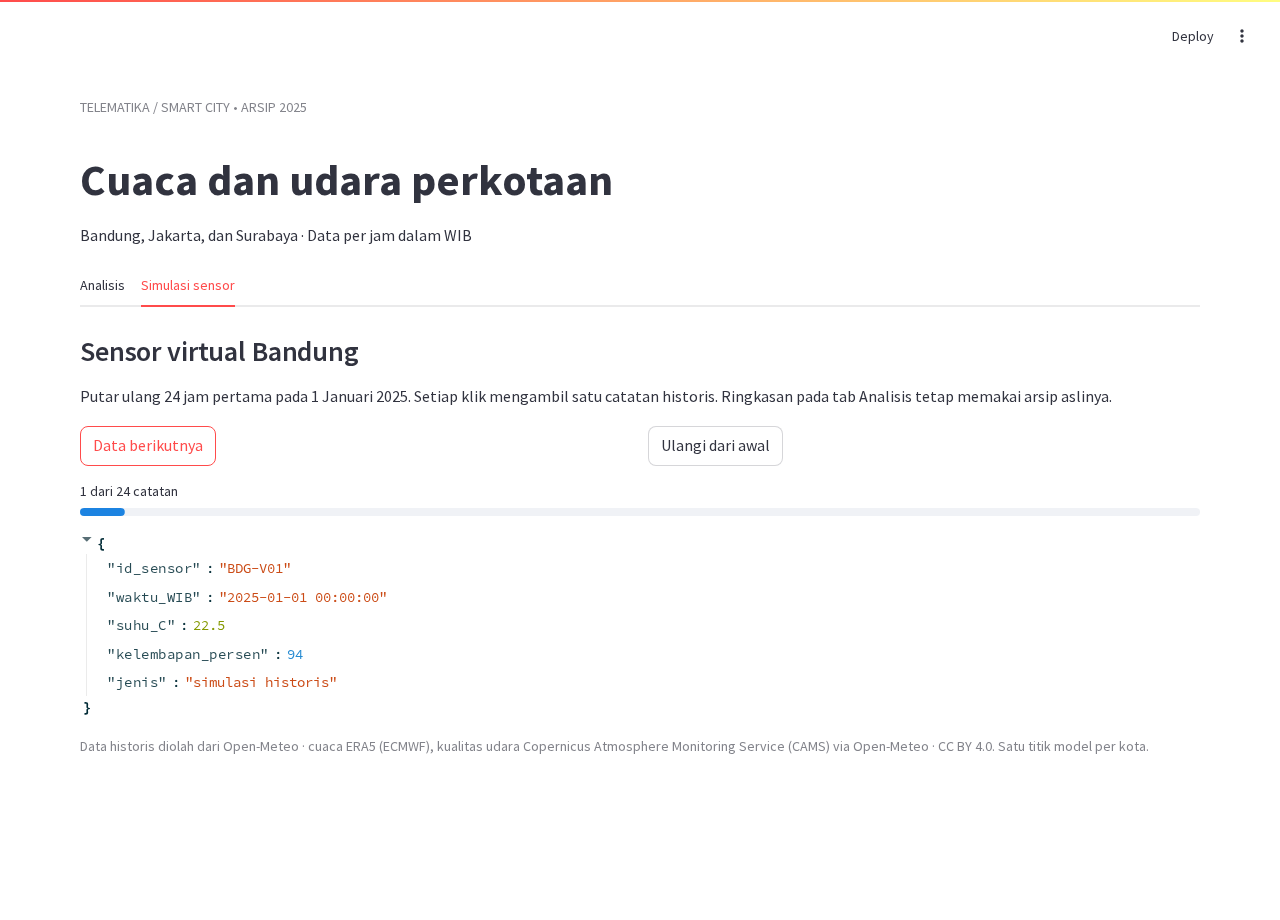 Deploy
TELEMATIKA / SMART CITY • ARSIP 2025
Cuaca dan udara perkotaan
Bandung, Jakarta, dan Surabaya · Data per jam dalam WIB
Analisis Simulasi sensor
Sensor virtual Bandung
Putar ulang 24 jam pertama pada 1 Januari 2025. Setiap klik mengambil satu catatan historis. Ringkasan pada tab Analisis tetap memakai arsip aslinya.
Data berikutnya Ulangi dari awal
1 dari 24 catatan
{
"id_sensor" : "BDG-V01"
"waktu_WIB" : "2025-01-01 00:00:00"
"suhu_C" : 22.5
"kelembapan_persen" : 94
"jenis" : "simulasi historis"
}
Data historis diolah dari Open-Meteo · cuaca ERA5 (ECMWF), kualitas udara Copernicus Atmosphere Monitoring Service (CAMS) via Open-Meteo · CC BY 4.0. Satu titik model per kota.